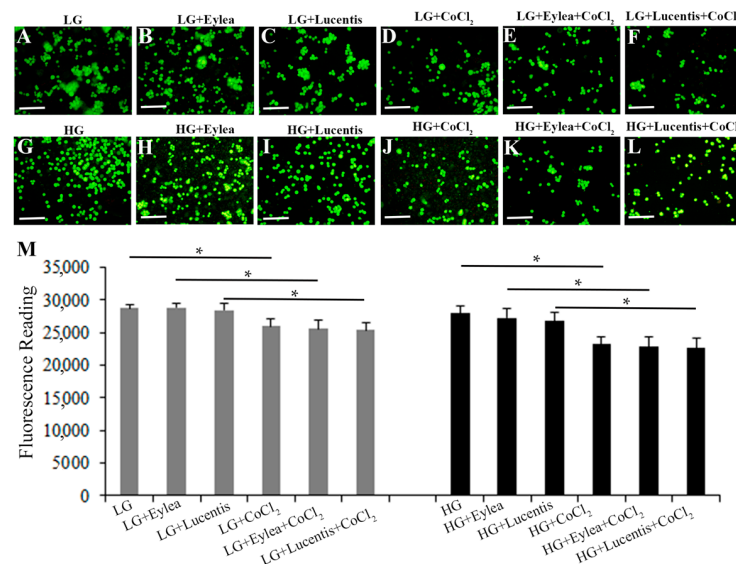 LG LG+Eylea LG+Lucentis LG+CoCl2 LG+Eylea+CoCl2 LG+Lucentis+CoCl2
A B C D E F
HG HG+Eylea HG+Lucentis HG+CoCl2 HG+Eylea+CoCl2 HG+Lucentis+CoCl
G H I J K L
M
Fluorescence Reading
35,000
30,000
25,000
20,000
15,000
10,000
5000
0
* *
* *
* *
LG LG+Eylea LG+Lucentis LG+CoCl2 LG+Eylea+CoCl2 LG+Lucentis+CoCl2
HG HG+Eylea HG+Lucentis HG+CoCl2 HG+Eylea+CoCl2 HG+Lucentis+CoCl2